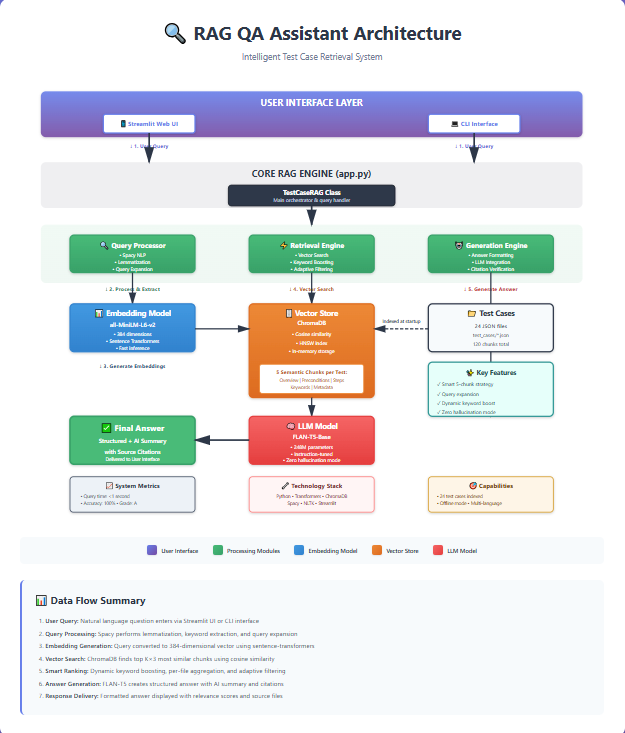 RAG QA Assistant Architecture
Intelligent Test Case Retrieval System
USER INTERFACE LAYER
Streamlit Web UI
CLI Interface
↓ 1. User Query
↓ 1. User Query
CORE RAG ENGINE (app.py)
TestCaseRAG Class
Main orchestrator & query handler
Query Processor
• Spacy NLP
• Lemmatization
• Query Expansion
Retrieval Engine
• Vector Search
• Keyword Boosting
• Adaptive Filtering
Generation Engine
• Answer Formatting
• LLM Integration
• Citation Verification
↓ 2. Process & Extract
↓ 4. Vector Search
↓ 5. Generate Answer
Embedding Model
all-MiniLM-L6-v2
• 384 dimensions
• Sentence Transformers
• Fast inference
Vector Store
ChromaDB
• Cosine similarity
• HNSW Index
• In-memory storage
5 Semantic Chunks per Test:
Overview | Preconditions | Steps
Keywords | Metadata
Indexed at startup
Test Cases
24 JSON files
test_cases/*.json
120 chunks total
↓ 3. Generate Embeddings
Key Features
✓ Smart 5-chunk strategy
✓ Query expansion
✓ Dynamic keyword boost
✓ Zero hallucination mode
Final Answer
Structured + AI Summary
with Source Citations
Delivered to User Interface
LLM Model
FLAN-T5-Base
• 248M parameters
• Instruction-tuned
• Zero hallucination mode
System Metrics
• Query time: <1 second
• Accuracy: 100% • Grade: A
Technology Stack
Python • Transformers • ChromaDB
Spacy • NLTK • Streamlit
Capabilities
• 24 test cases indexed
• Offline-mode • Multi-language
User Interface
Processing Modules
Embedding Model
Vector Store
LLM Model
Data Flow Summary
1. User Query: Natural language question enters via Streamlit UI or CLI interface
2. Query Processing: Spacy performs lemmatization, keyword extraction, and query expansion
3. Embedding Generation: Query converted to 384-dimensional vector using sentence-transformers
4. Vector Search: ChromaDB finds top K×3 most similar chunks using cosine similarity
5. Smart Ranking: Dynamic keyword boosting, per-file aggregation, and adaptive filtering
6. Answer Generation: FLAN-T5 creates structured answer with AI summary and citations
7. Response Delivery: Formatted answer displayed with relevance scores and source files